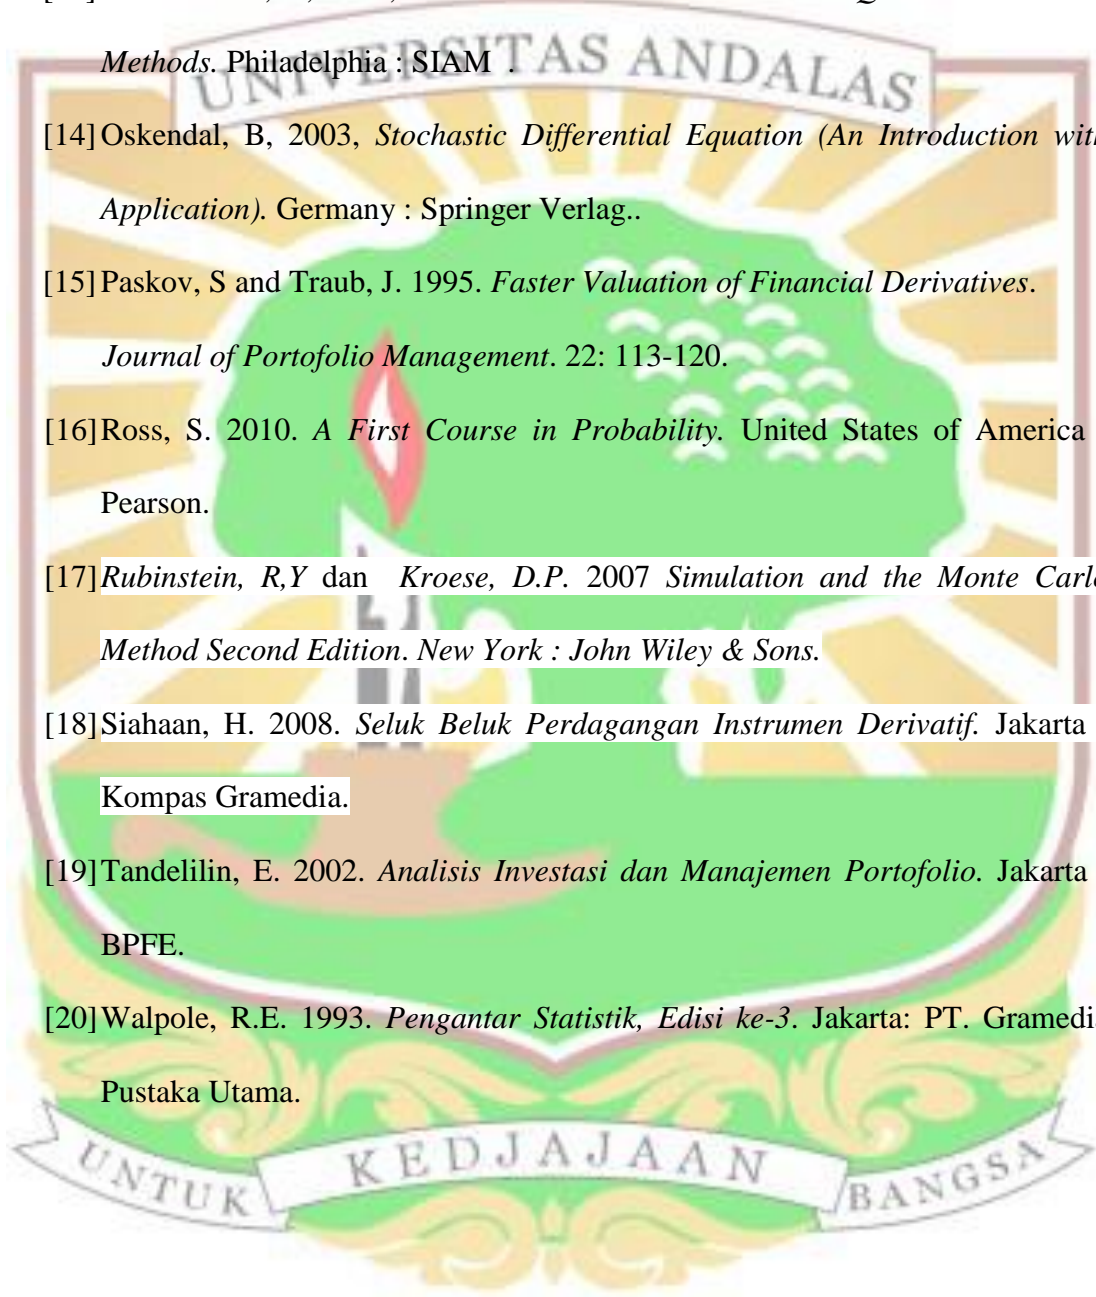 Methods. Philadelphia : SIAM .
UNIVERSITAS ANDALAS
[14] Oskendal, B, 2003, Stochastic Differential Equation (An Introduction with
Application). Germany : Springer Verlag..
[15] Paskov, S and Traub, J. 1995. Faster Valuation of Financial Derivatives.
Journal of Portofolio Management. 22: 113-120.
[16] Ross, S. 2010. A First Course in Probability. United States of America
Pearson.
[17] Rubinstein, R,Y dan Kroese, D.P. 2007 Simulation and the Monte Carlo
Method Second Edition. New York : John Wiley & Sons.
[18] Siahaan, H. 2008. Seluk Beluk Perdagangan Instrumen Derivatif. Jakarta
Kompas Gramedia.
[19] Tandelilin, E. 2002. Analisis Investasi dan Manajemen Portofolio. Jakarta
BPFE.
[20] Walpole, R.E. 1993. Pengantar Statistik, Edisi ke-3. Jakarta: PT. Gramedia
Pustaka Utama.
UNTUK KEDJAJAAN BANGSA